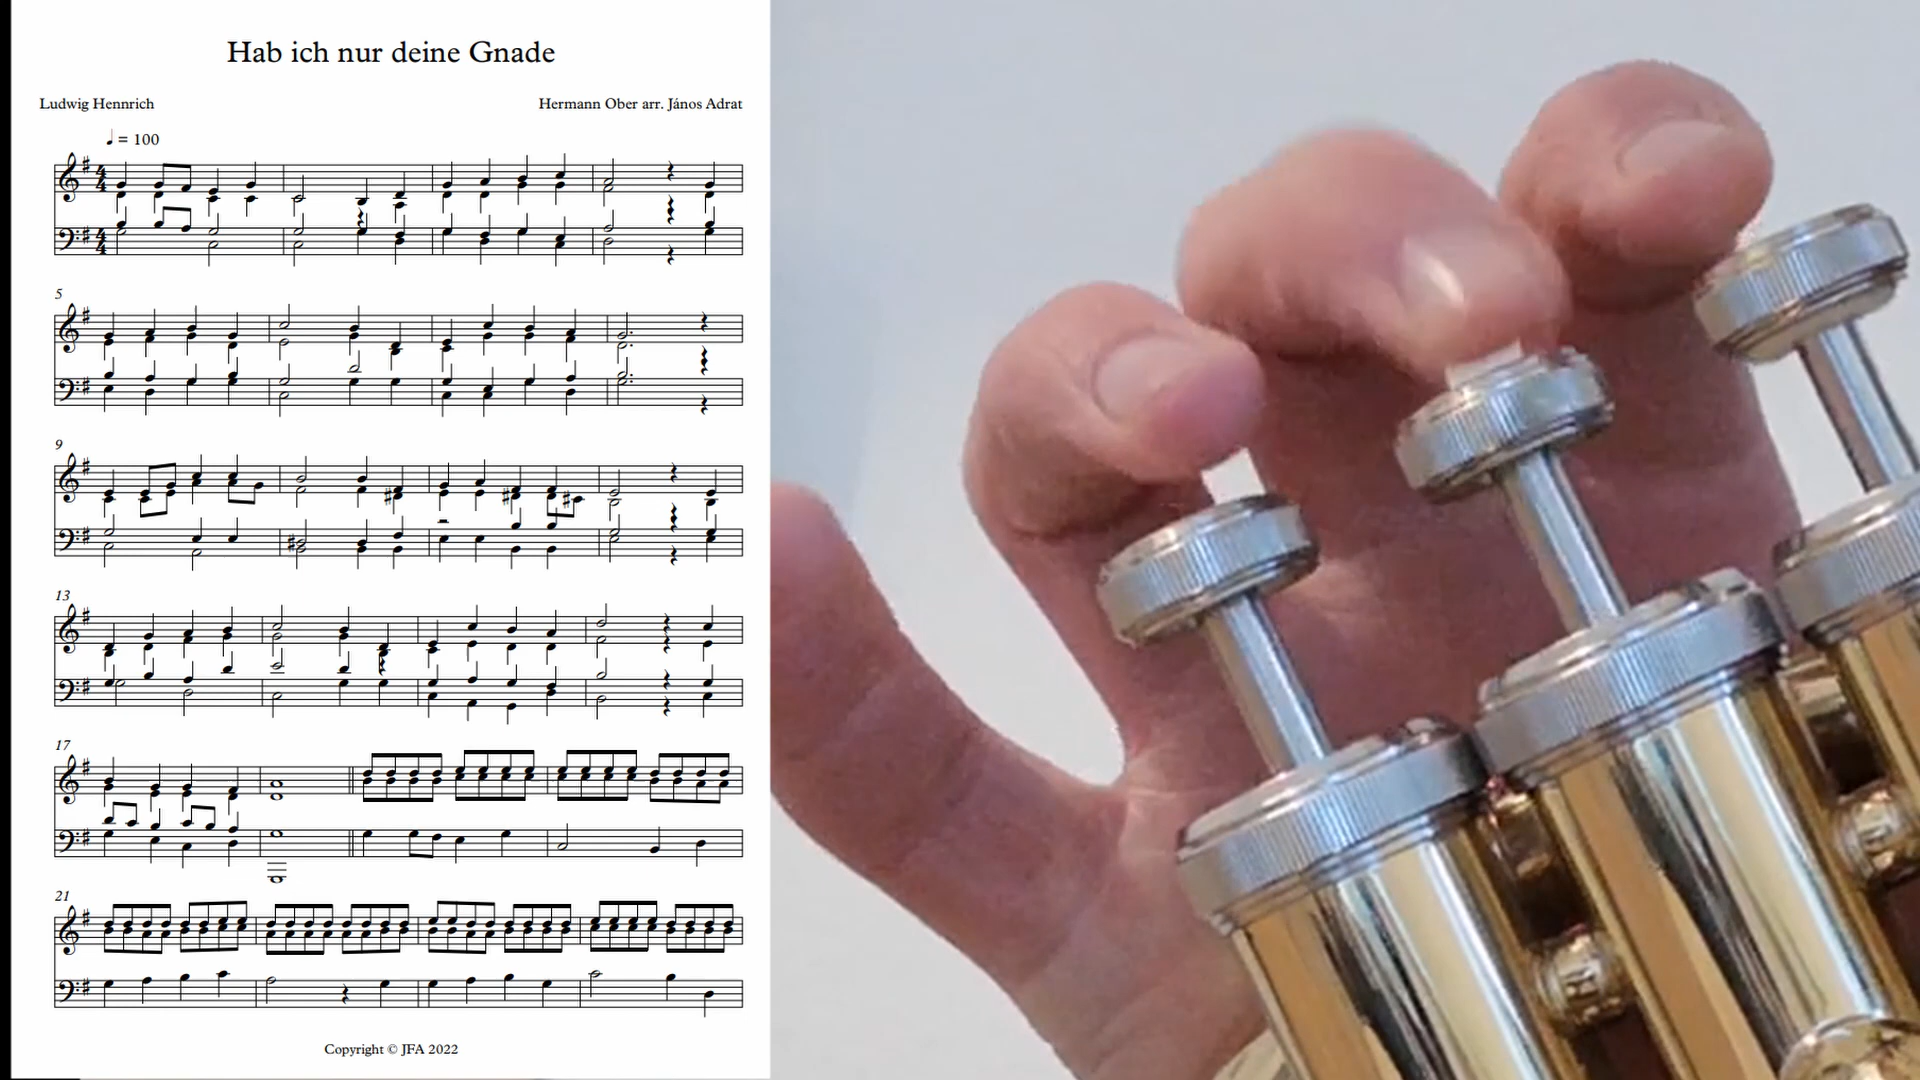 Hab ich nur deine Gnade
Ludwig Hennrich
Hermann Ober arr. János Adrat
♩ = 100
5
9
13
17
21
Copyright © JFA 2022